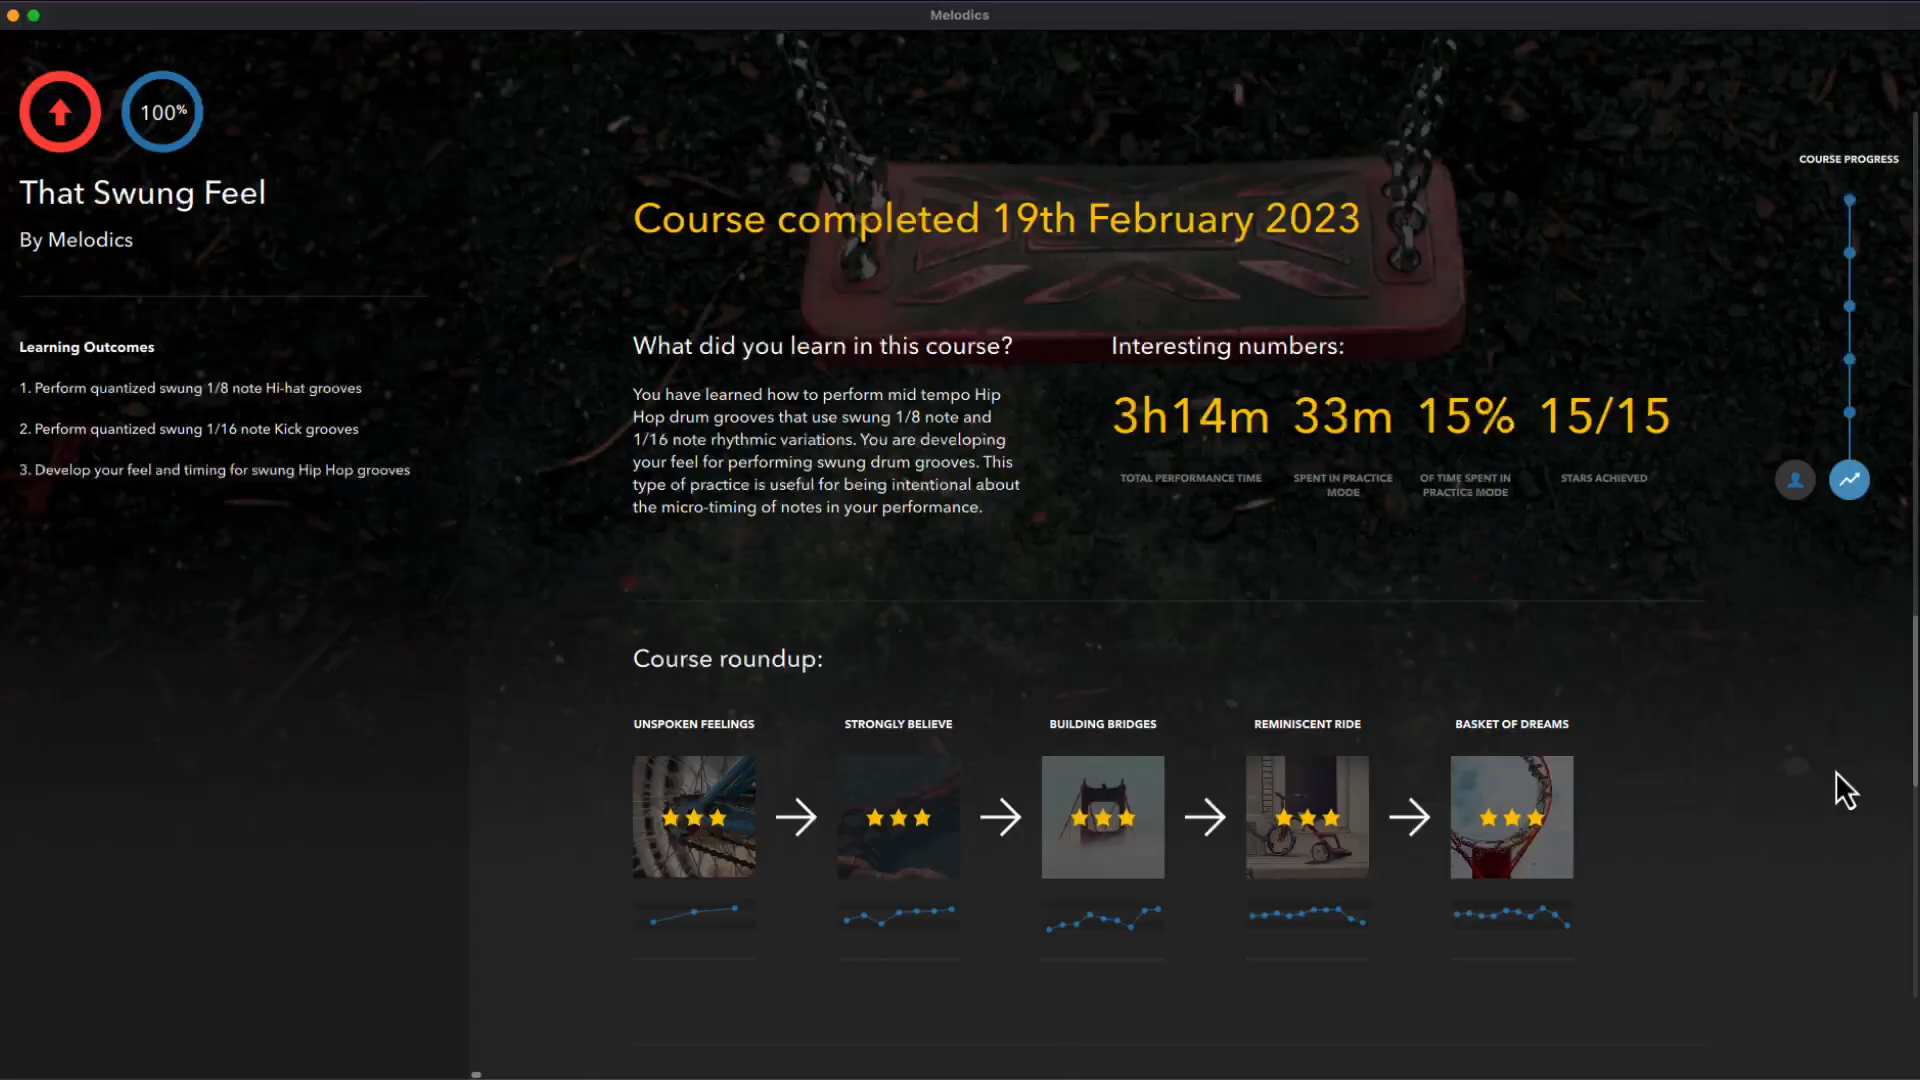 Melodics
100%
That Swung Feel
By Melodics
Learning Outcomes
1. Perform quantized swung 1/8 note Hi-hat grooves
2. Perform quantized swung 1/16 note Kick grooves
3. Develop your feel and timing for swung Hip Hop grooves
Course completed 19th February 2023
What did you learn in this course?
You have learned how to perform mid tempo Hip
Hop drum grooves that use swung 1/8 note and
1/16 note rhythmic variations. You are developing
your feel for performing swung drum grooves. This
type of practice is useful for being intentional about
the micro-timing of notes in your performance.
Interesting numbers:
3h14m 33m 15% 15/15
TOTAL PERFORMANCE TIME
SPENT IN PRACTICE
MODE
OF TIME SPENT IN
PRACTICE MODE
STARS ACHIEVED
COURSE PROGRESS
Course roundup:
UNSPOKEN FEELINGS
STRONGLY BELIEVE
BUILDING BRIDGES
REMINISCENT RIDE
BASKET OF DREAMS